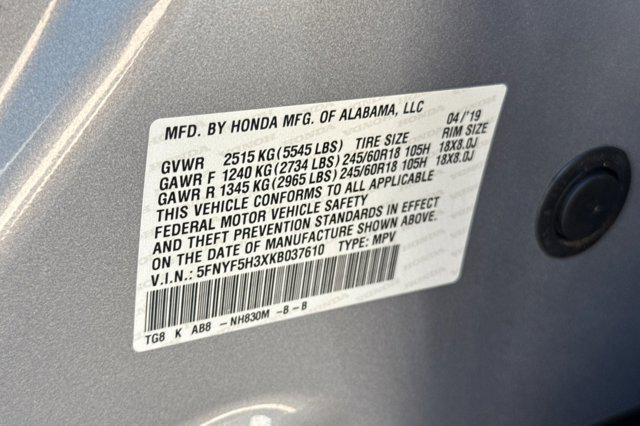 MFD. BY HONDA MFG. OF ALABAMA, LLC 04/'19
GVWR 2515 KG (5545 LBS) TIRE SIZE RIM SIZE
GAWR F 1240 KG (2734 LBS) 245/60R18 105H 18X8.0J
GAWR R 1345 KG (2965 LBS) 245/60R18 105H 18X8.0J
THIS VEHICLE CONFORMS TO ALL APPLICABLE
FEDERAL MOTOR VEHICLE SAFETY
AND THEFT PREVENTION STANDARDS IN EFFECT
ON THE DATE OF MANUFACTURE SHOWN ABOVE.
V.I.N.: 5FNYF5H3XKB037610 TYPE: MPV
TG8 K AB8 -NH830M -B-B